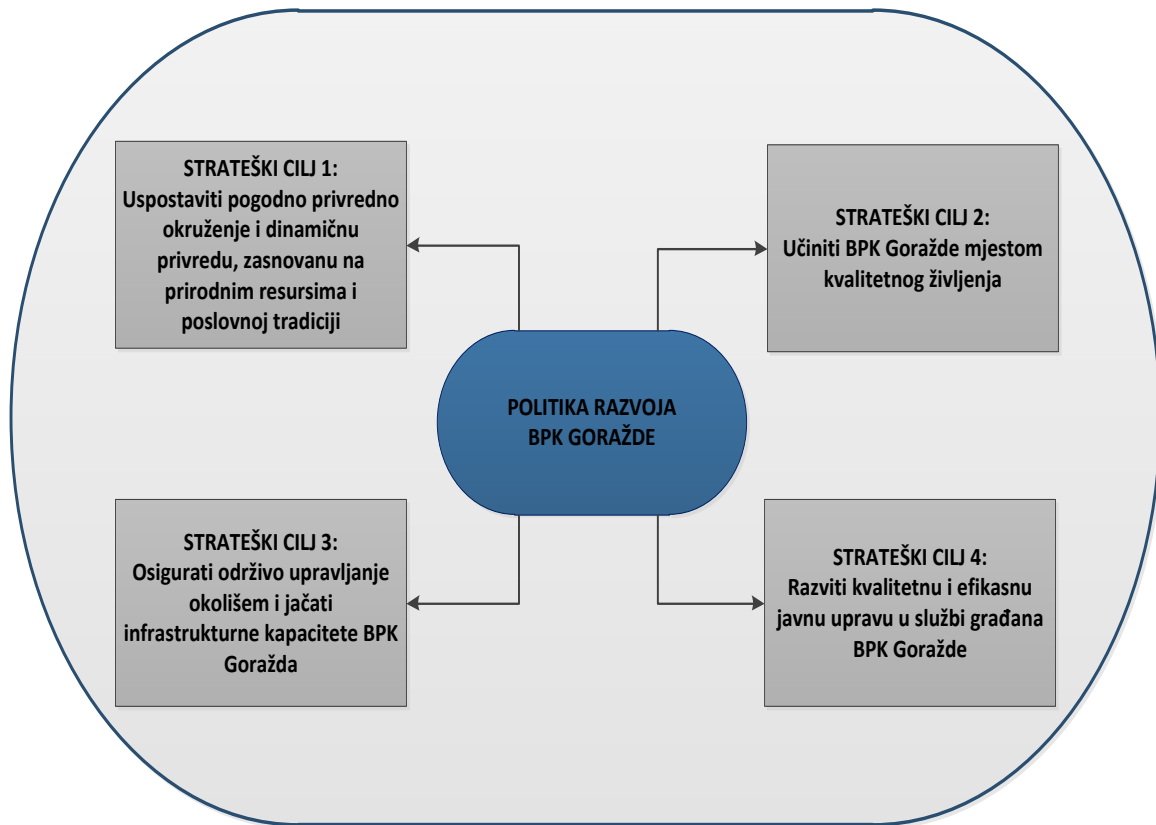 STRATEŠKI CILJ 1:
Uspostaviti pogodno privredno
okruženje i dinamičnu
privredu, zasnovanu na
prirodnim resursima i
poslovnoj tradiciji
STRATEŠKI CILJ 2:
Učiniti BPK Goražde mjestom
kvalitetnog življenja
POLITIKA RAZVOJA
BPK GORAŽDE
STRATEŠKI CILJ 3:
Osigurati održivo upravljanje
okolišem i jačati
infrastrukturne kapacitete BPK
Goražda
STRATEŠKI CILJ 4:
Razviti kvalitetnu i efikasnu
javnu upravu u službi građana
BPK Goražde